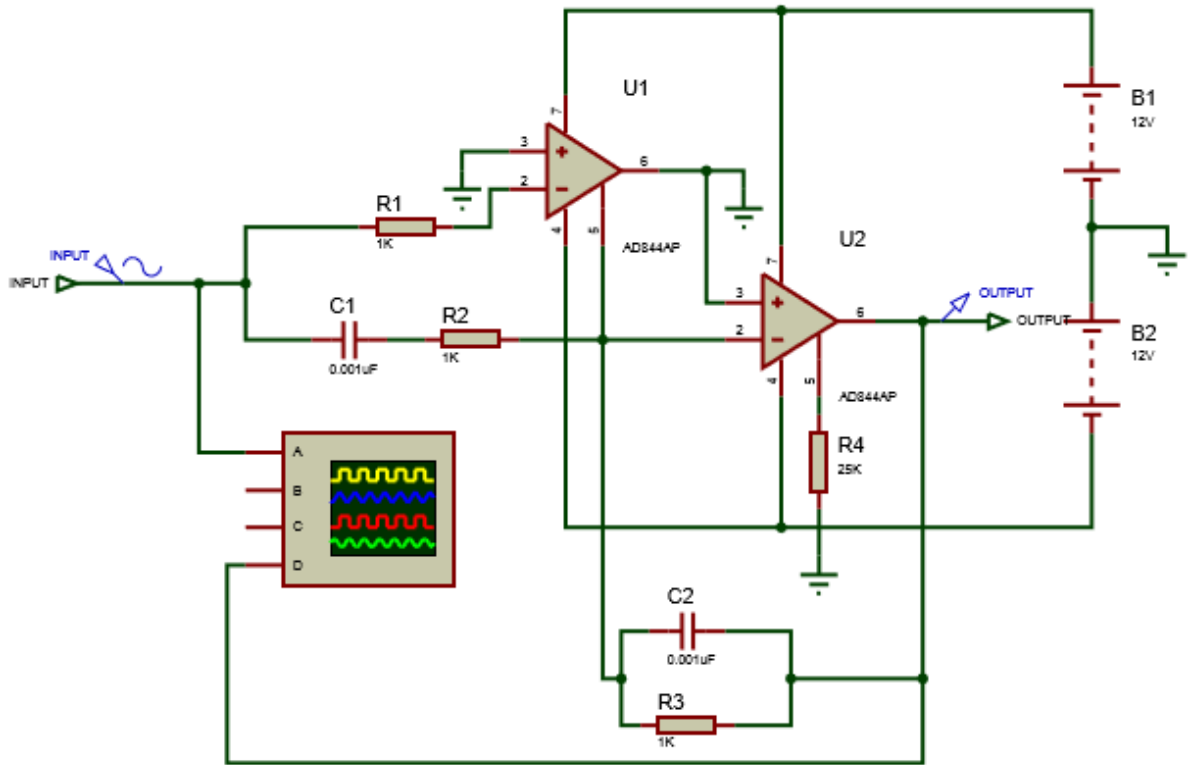 U1
7
3
2
6
4
5
AD844AP
B1
12V
R1
1K
INPUT
INPUT
C1
0.001uF
R2
1K
U2
7
3
2
6
4
5
AD844AP
OUTPUT
OUTPUT
B2
12V
R4
25K
A
B
C
D
C2
0.001uF
R3
1K